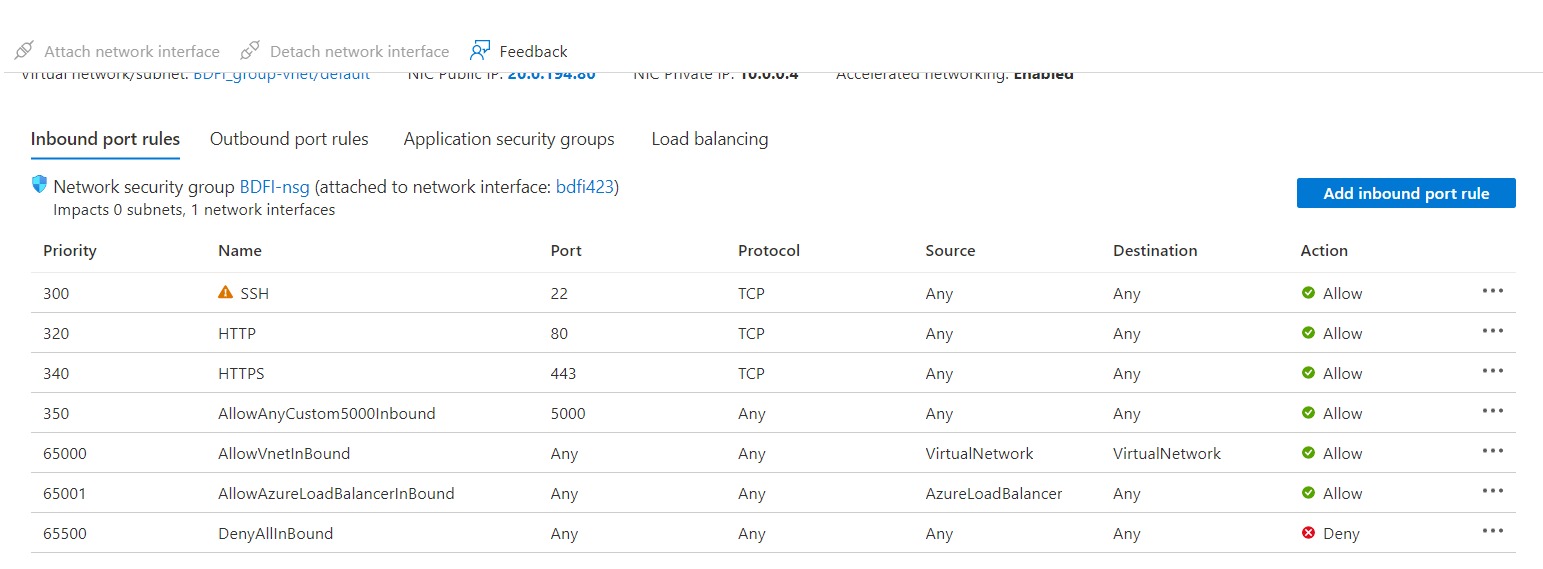 Attach network interface Detach network interface Feedback
Virtual network/subnet: BDFI_group-vnet/default NIC Public IP: 20.0.194.80 NIC Private IP: 10.0.0.4 Accelerated networking: Enabled
Inbound port rules Outbound port rules Application security groups Load balancing
Network security group BDFI-nsg (attached to network interface: bdfi423)
Impacts 0 subnets, 1 network interfaces
Add inbound port rule
Priority Name Port Protocol Source Destination Action
300 SSH 22 TCP Any Any Allow
320 HTTP 80 TCP Any Any Allow
340 HTTPS 443 TCP Any Any Allow
350 AllowAnyCustom5000Inbound 5000 Any Any Any Allow
65000 AllowVnetInBound Any Any VirtualNetwork VirtualNetwork Allow
65001 AllowAzureLoadBalancerInBound Any Any AzureLoadBalancer Any Allow
65500 DenyAllInBound Any Any Any Any Deny